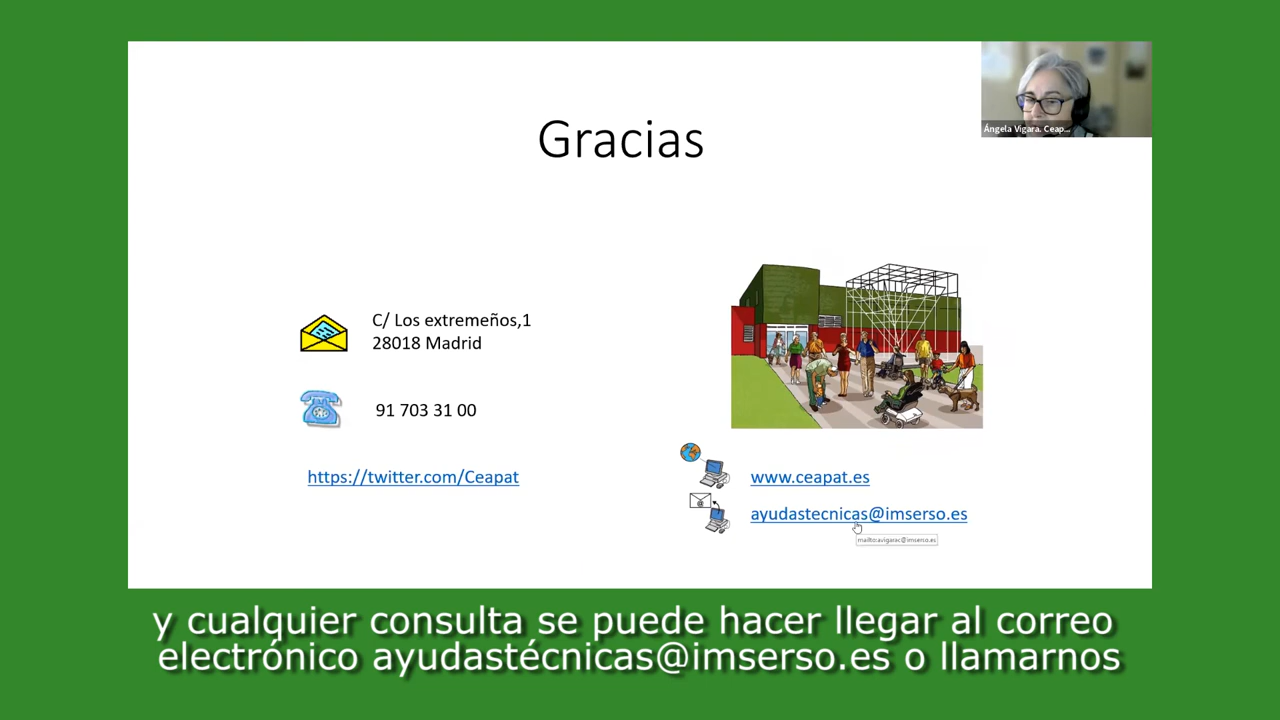 Ángela Vigara. Ceap...
Gracias
C/ Los extremeños,1
28018 Madrid
91 703 31 00
https://twitter.com/Ceapat
www.ceapat.es
ayudastecnicas@imserso.es
mailto:avigarac@imserso.es
y cualquier consulta se puede hacer llegar al correo
electrónico ayudastécnicas@imserso.es o llamarnos